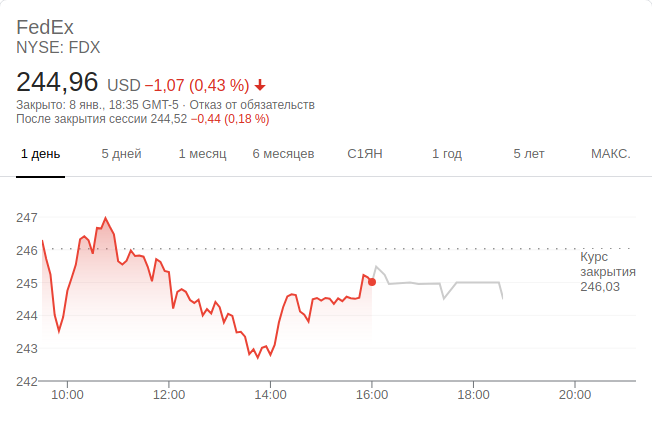 FedEx
NYSE: FDX
244,96 USD −1,07 (0,43 %)
Закрыто: 8 янв., 18:35 GMT-5 · Отказ от обязательств
После закрытия сессии 244,52 −0,44 (0,18 %)
1 день 5 дней 1 месяц 6 месяцев С1ЯН 1 год 5 лет МАКС.
247
246
Курс
закрытия
246,03
245
244
243
242
10:00 12:00 14:00 16:00 18:00 20:00